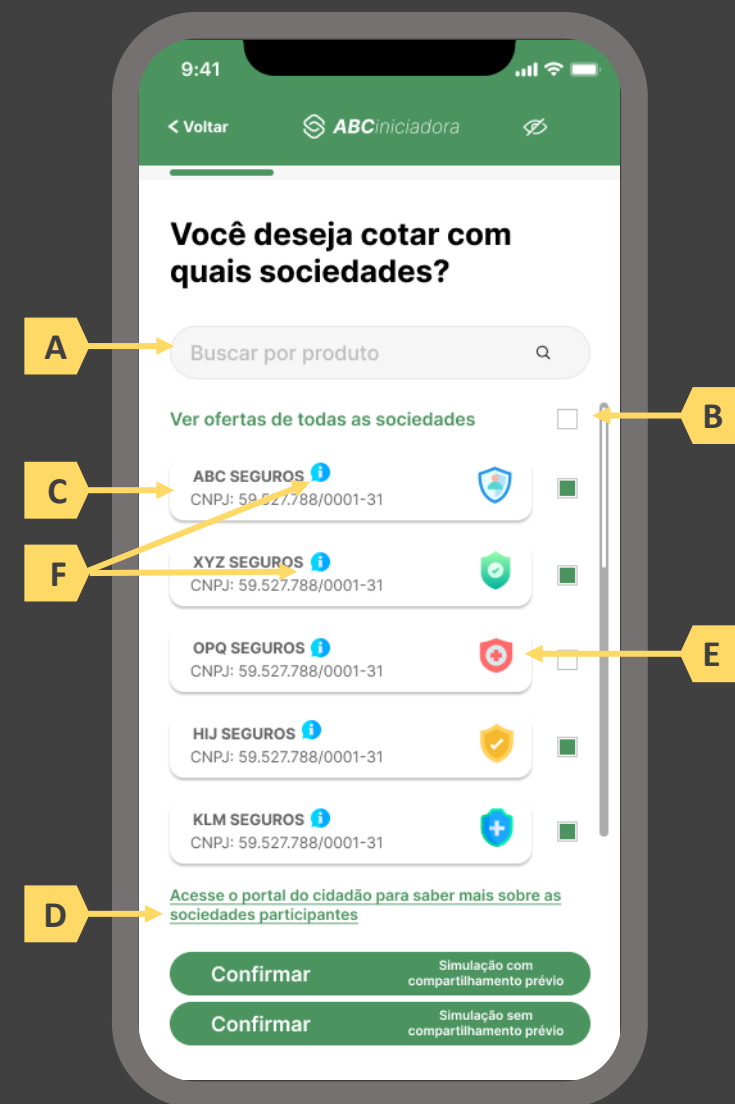 9:41
< Voltar
ABCiniciadora
Você deseja cotar com
quais sociedades?
A
Buscar por produto
Ver ofertas de todas as sociedades
B
ABC SEGUROS
C
CNPJ: 59.527.788/0001-31
XYZ SEGUROS
F
CNPJ: 59.527.788/0001-31
OPQ SEGUROS
E
CNPJ: 59.527.788/0001-31
HIJ SEGUROS
CNPJ: 59.527.788/0001-31
KLM SEGUROS
CNPJ: 59.527.788/0001-31
Acesse o portal do cidadão para saber mais sobre as
sociedades participantes
D
Confirmar
Simulação com
compartilhamento prévio
Confirmar
Simulação sem
compartilhamento prévio